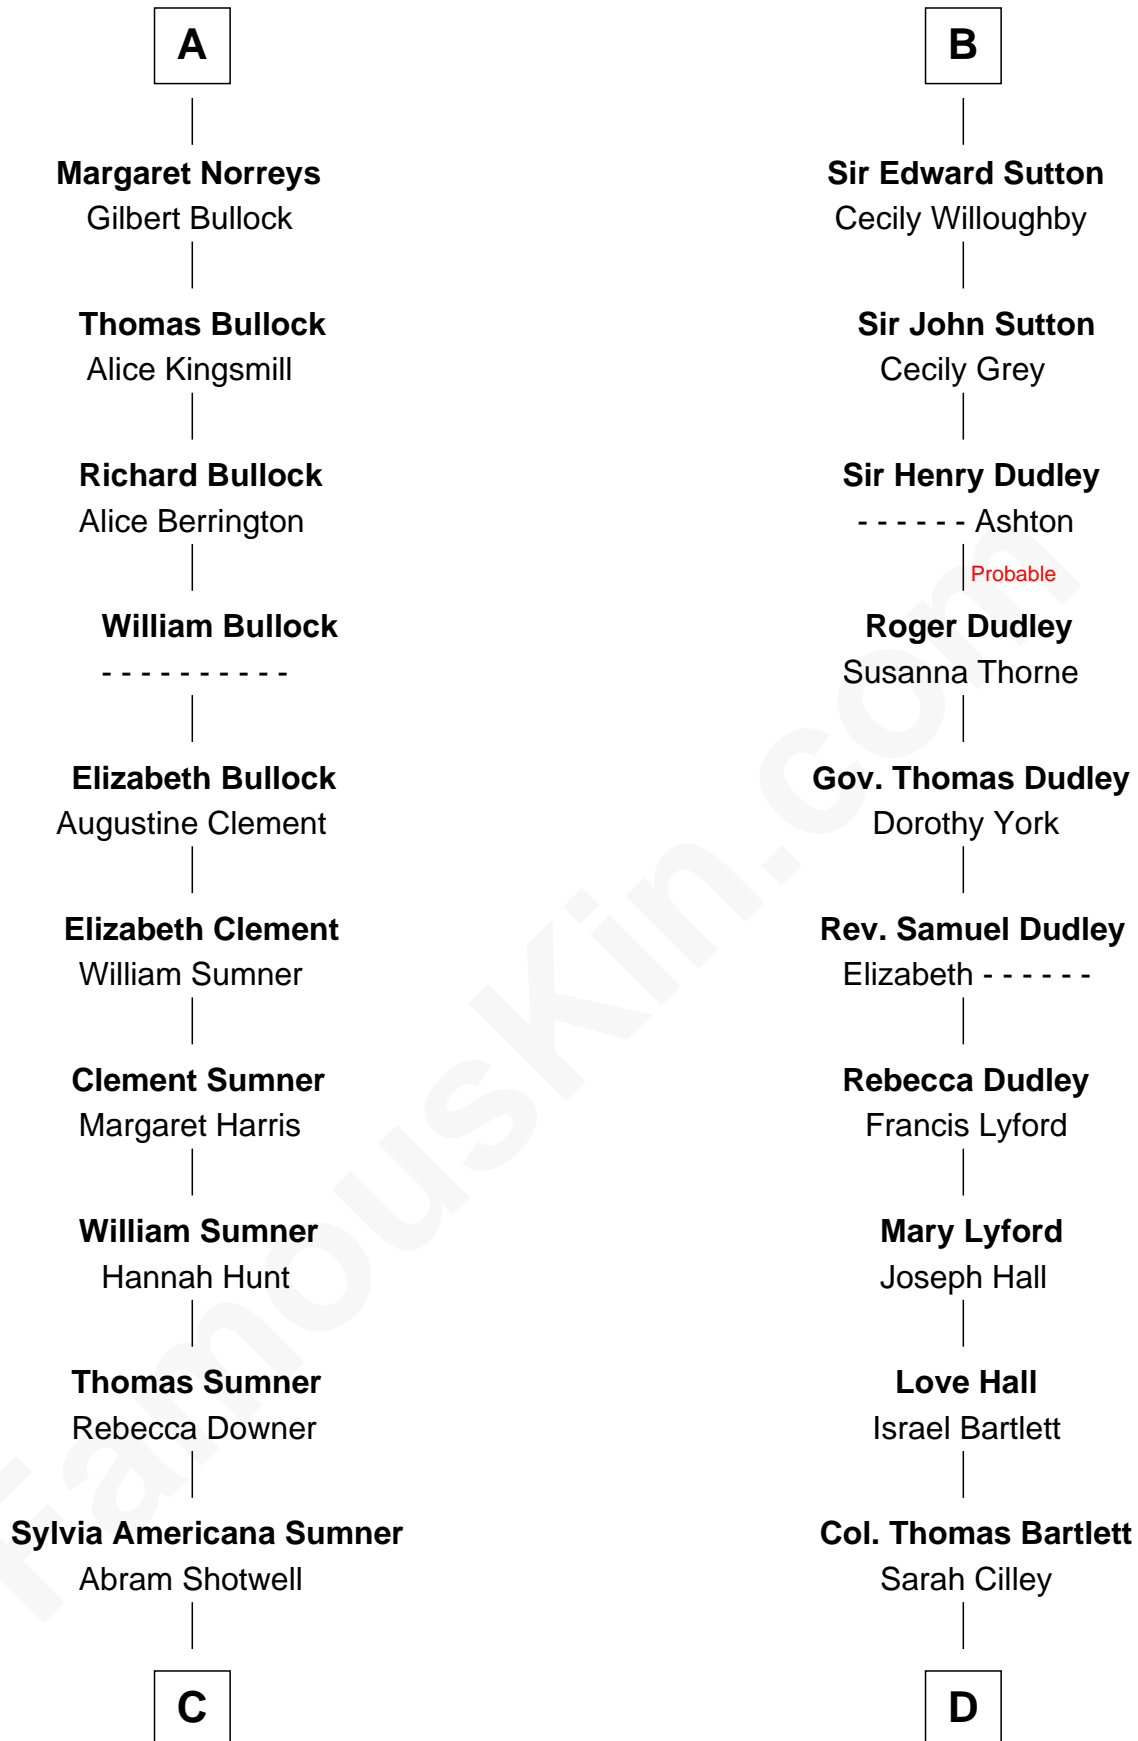 A
Margaret Norreys
Gilbert Bullock
Thomas Bullock
Alice Kingsmill
Richard Bullock
Alice Berrington
William Bullock
- - - - - - - - - -
Elizabeth Bullock
Augustine Clement
Elizabeth Clement
William Sumner
Clement Sumner
Margaret Harris
William Sumner
Hannah Hunt
Thomas Sumner
Rebecca Downer
Sylvia Americana Sumner
Abram Shotwell
C
B
Sir Edward Sutton
Cecily Willoughby
Sir John Sutton
Cecily Grey
Sir Henry Dudley
- - - - - - Ashton
Probable
Roger Dudley
Susanna Thorne
Gov. Thomas Dudley
Dorothy York
Rev. Samuel Dudley
Elizabeth - - - - - -
Rebecca Dudley
Francis Lyford
Mary Lyford
Joseph Hall
Love Hall
Israel Bartlett
Col. Thomas Bartlett
Sarah Cilley
D
FamousKin.com